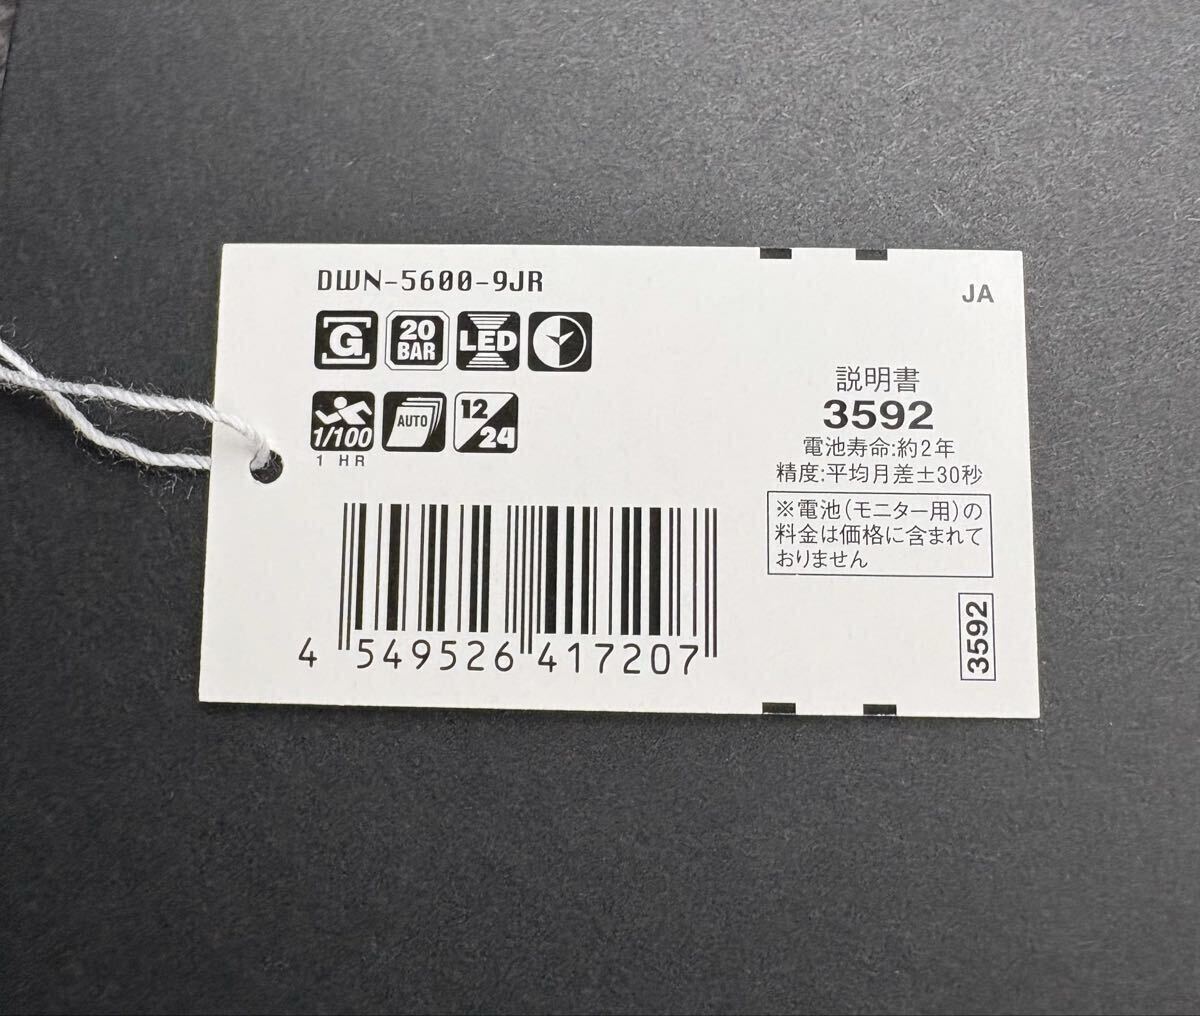 DWN-5600-9JR
JA
G
20
BAR
LED
1/100
1 HR
AUTO
12
24
説明書
3592
電池寿命:約2年
精度:平均月差±30秒
※電池(モニター用)の
料金は価格に含まれて
おりません
3592
4 549526 417207